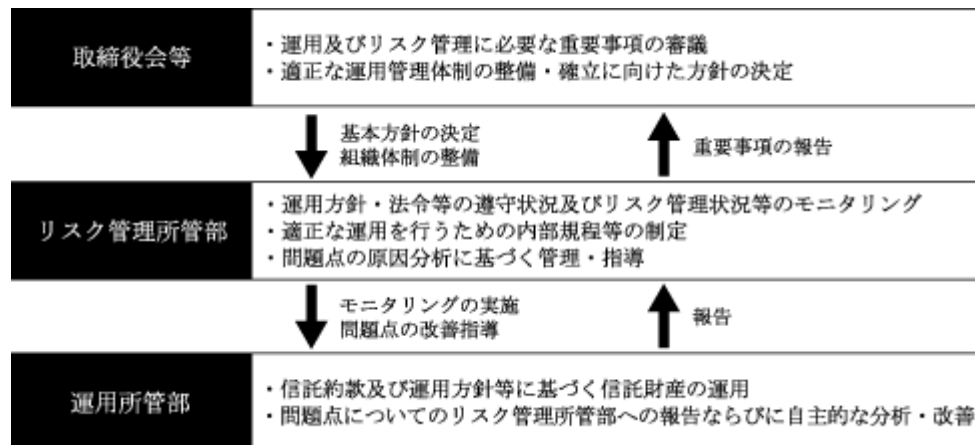 取締役会等
・運用及びリスク管理に必要な重要事項の審議
・適正な運用管理体制の整備・確立に向けた方針の決定
基本方針の決定
組織体制の整備
重要事項の報告
リスク管理所管部
・運用方針・法令等の遵守状況及びリスク管理状況等のモニタリング
・適正な運用を行うための内部規程等の制定
・問題点の原因分析に基づく管理・指導
モニタリングの実施
問題点の改善指導
報告
運用所管部
・信託約款及び運用方針等に基づく信託財産の運用
・問題点についてのリスク管理所管部への報告ならびに自主的な分析・改善